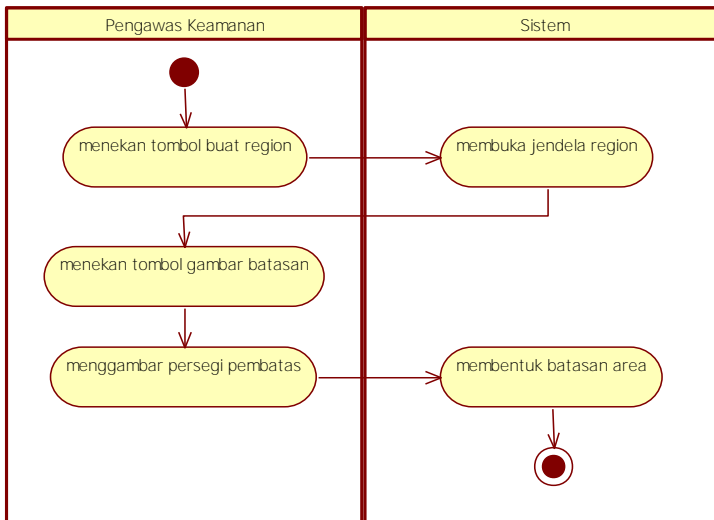 Pengawas Keamanan
Sistem
menekan tombol buat region
membuka jendela region
menekan tombol gambar batasan
menggambar persegi pembatas
membentuk batasan area